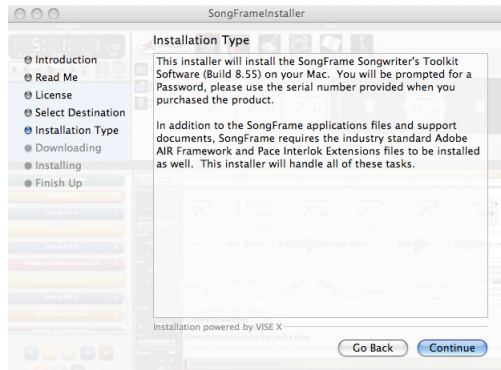 SongFrameInstaller
Installation Type
Introduction
Read Me
License
Select Destination
Installation Type
Downloading
Installing
Finish Up
This installer will install the SongFrame Songwriter's Toolkit
Software (Build 8.55) on your Mac.  You will be prompted for a
Password, please use the serial number provided when you
purchased the product.
In addition to the SongFrame applications files and support
documents, SongFrame requires the industry standard Adobe
AIR Framework and Pace Interlok Extensions files to be installed
as well.  This installer will handle all of these tasks.
Installation powered by VISE X
Go Back
Continue